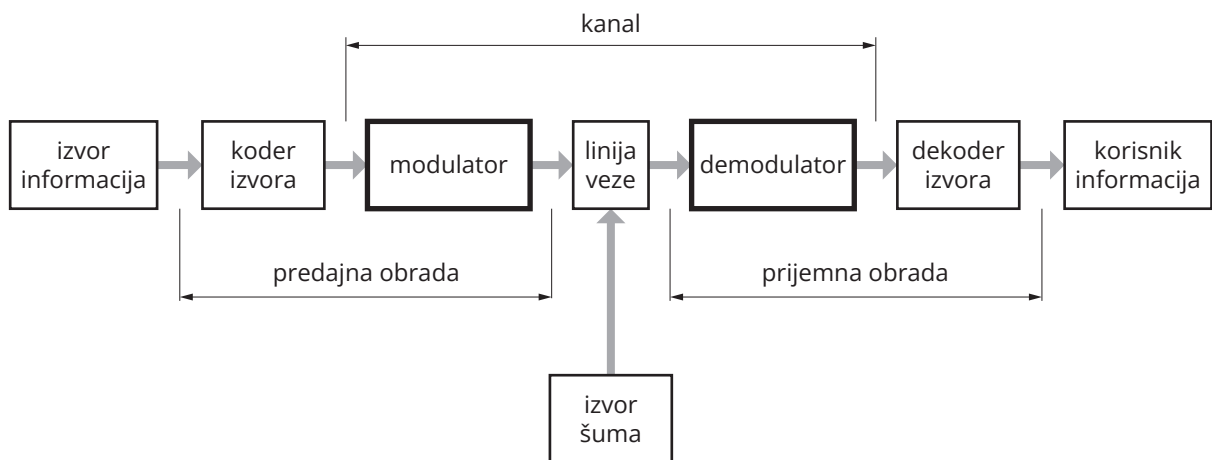 kanal
izvor
informacija
koder
izvora
modulator
linija
veze
demodulator
dekoder
izvora
korisnik
informacija
predajna obrada
prijemna obrada
izvor
šuma